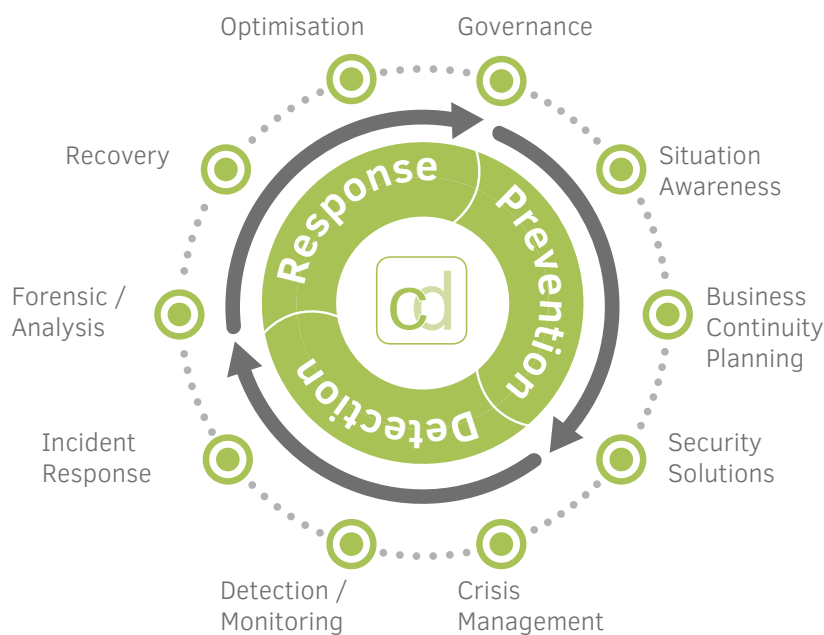 Optimisation
Governance
Recovery
Situation
Awareness
Response
Prevention
Detection
cd
Forensic /
Analysis
Business
Continuity
Planning
Incident
Response
Security
Solutions
Detection /
Monitoring
Crisis
Management